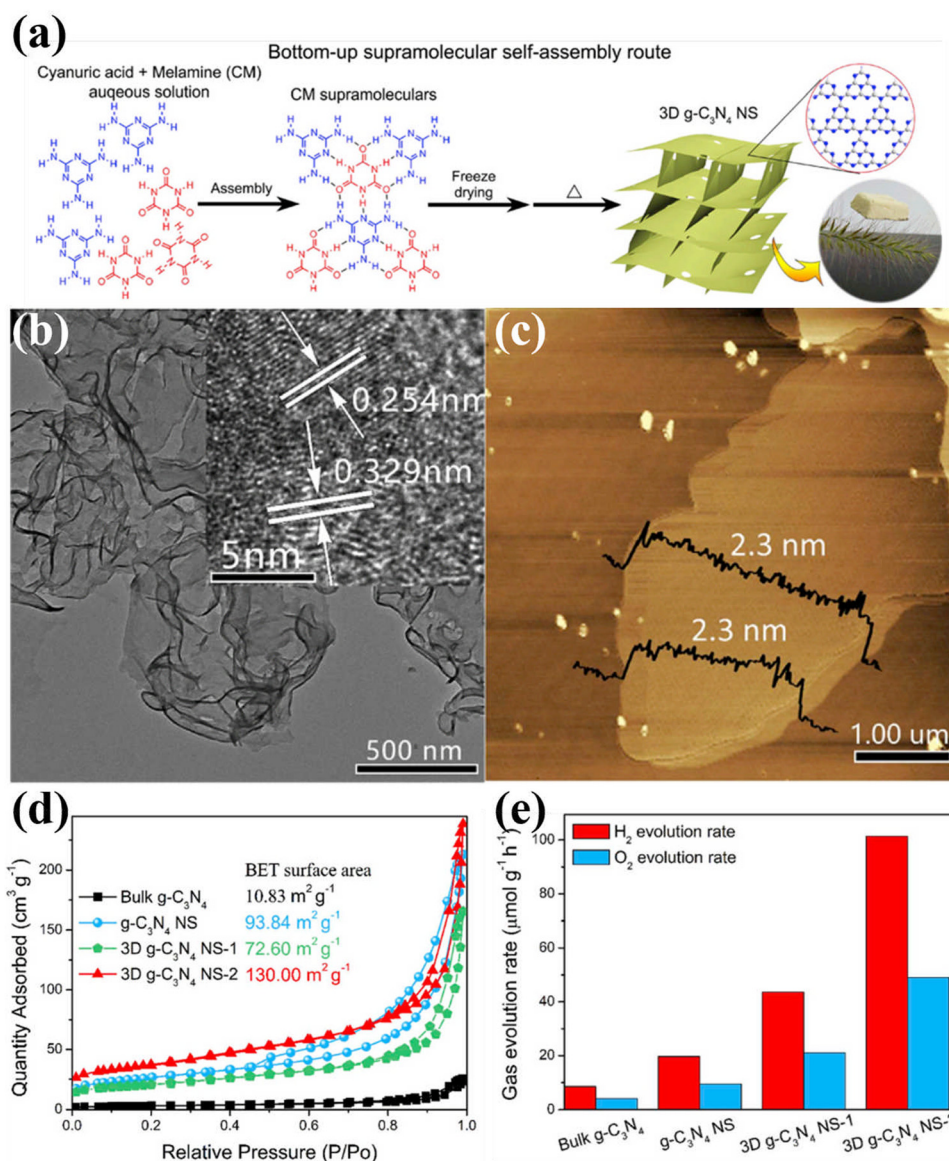 (a)
Bottom-up supramolecular self-assembly route
Cyanuric acid + Melamine (CM)
auqeous solution
CM supramoleculars
3D g-C₃N₄ NS
Assembly
Freeze
drying
△
(b)
0.254nm
0.329nm
5nm
500 nm
(c)
2.3 nm
2.3 nm
1.00 um
(d)
Quantity Adsorbed (cm³ g⁻¹)
200
150
100
50
0
BET surface area
Bulk g-C₃N₄ 10.83 m² g⁻¹
g-C₃N₄ NS 93.84 m² g⁻¹
3D g-C₃N₄ NS-1 72.60 m² g⁻¹
3D g-C₃N₄ NS-2 130.00 m² g⁻¹
0.0 0.2 0.4 0.6 0.8 1.0
Relative Pressure (P/Po)
(e)
Gas evolution rate (μmol g⁻¹ h⁻¹)
100
80
60
40
20
0
H₂ evolution rate
O₂ evolution rate
Bulk g-C₃N₄
g-C₃N₄ NS
3D g-C₃N₄ NS-1